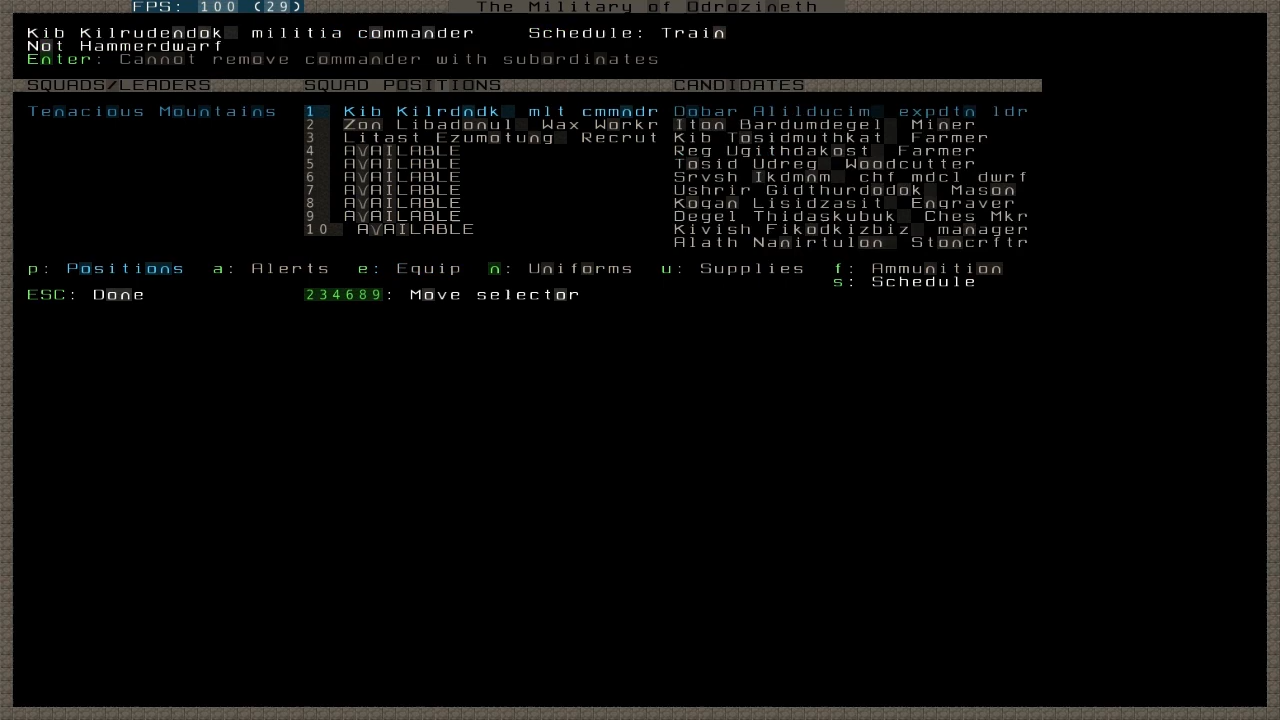 FPS: 100 (29) The Military of Odrozineth
Kib Kilrudendok militia commander Schedule: Train
Not Hammerdwarf
Enter: Cannot remove commander with subordinates
SQUADS/LEADERS SQUAD POSITIONS CANDIDATES
Tenacious Mountains 1 Kib Kilrdndk mlt cmmndr Dobar Alilducim expdtn ldr
2 Zon Libadonul Wax Workr Iton Bardumdegel Miner
3 Litast Ezumotung Recrut Kib Tosidmuthkat Farmer
4 AVAILABLE Reg Ugithdakost Farmer
5 AVAILABLE Tosid Udreg Woodcutter
6 AVAILABLE Srvsh Ikdmnm chf mdcl dwrf
7 AVAILABLE Ushrir Gidthurdodok Mason
8 AVAILABLE Kogan Lisidzasit Engraver
9 AVAILABLE Degel Thidaskubuk Ches Mkr
10 AVAILABLE Kivish Fikodkizbiz manager
Alath Nanirtulon Stoncrftr
p: Positions a: Alerts e: Equip n: Uniforms u: Supplies f: Ammunition
s: Schedule
ESC: Done 234689: Move selector